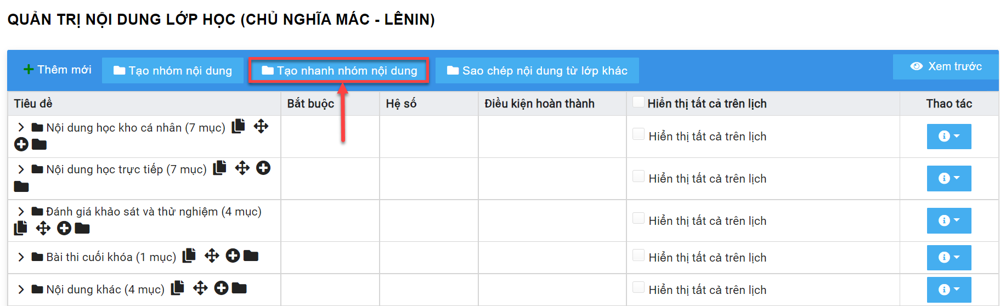 QUẢN TRỊ NỘI DUNG LỚP HỌC (CHỦ NGHĨA MÁC - LÊNIN)
Thêm mới
Tạo nhóm nội dung
Tạo nhanh nhóm nội dung
Sao chép nội dung từ lớp khác
Xem trước
Tiêu đề
Bắt buộc
Hệ số
Điều kiện hoàn thành
Hiển thị tất cả trên lịch
Thao tác
Nội dung học kho cá nhân (7 mục)
Hiển thị tất cả trên lịch
Nội dung học trực tiếp (7 mục)
Hiển thị tất cả trên lịch
Đánh giá khảo sát và thử nghiệm (4 mục)
Hiển thị tất cả trên lịch
Bài thi cuối khóa (1 mục)
Hiển thị tất cả trên lịch
Nội dung khác (4 mục)
Hiển thị tất cả trên lịch